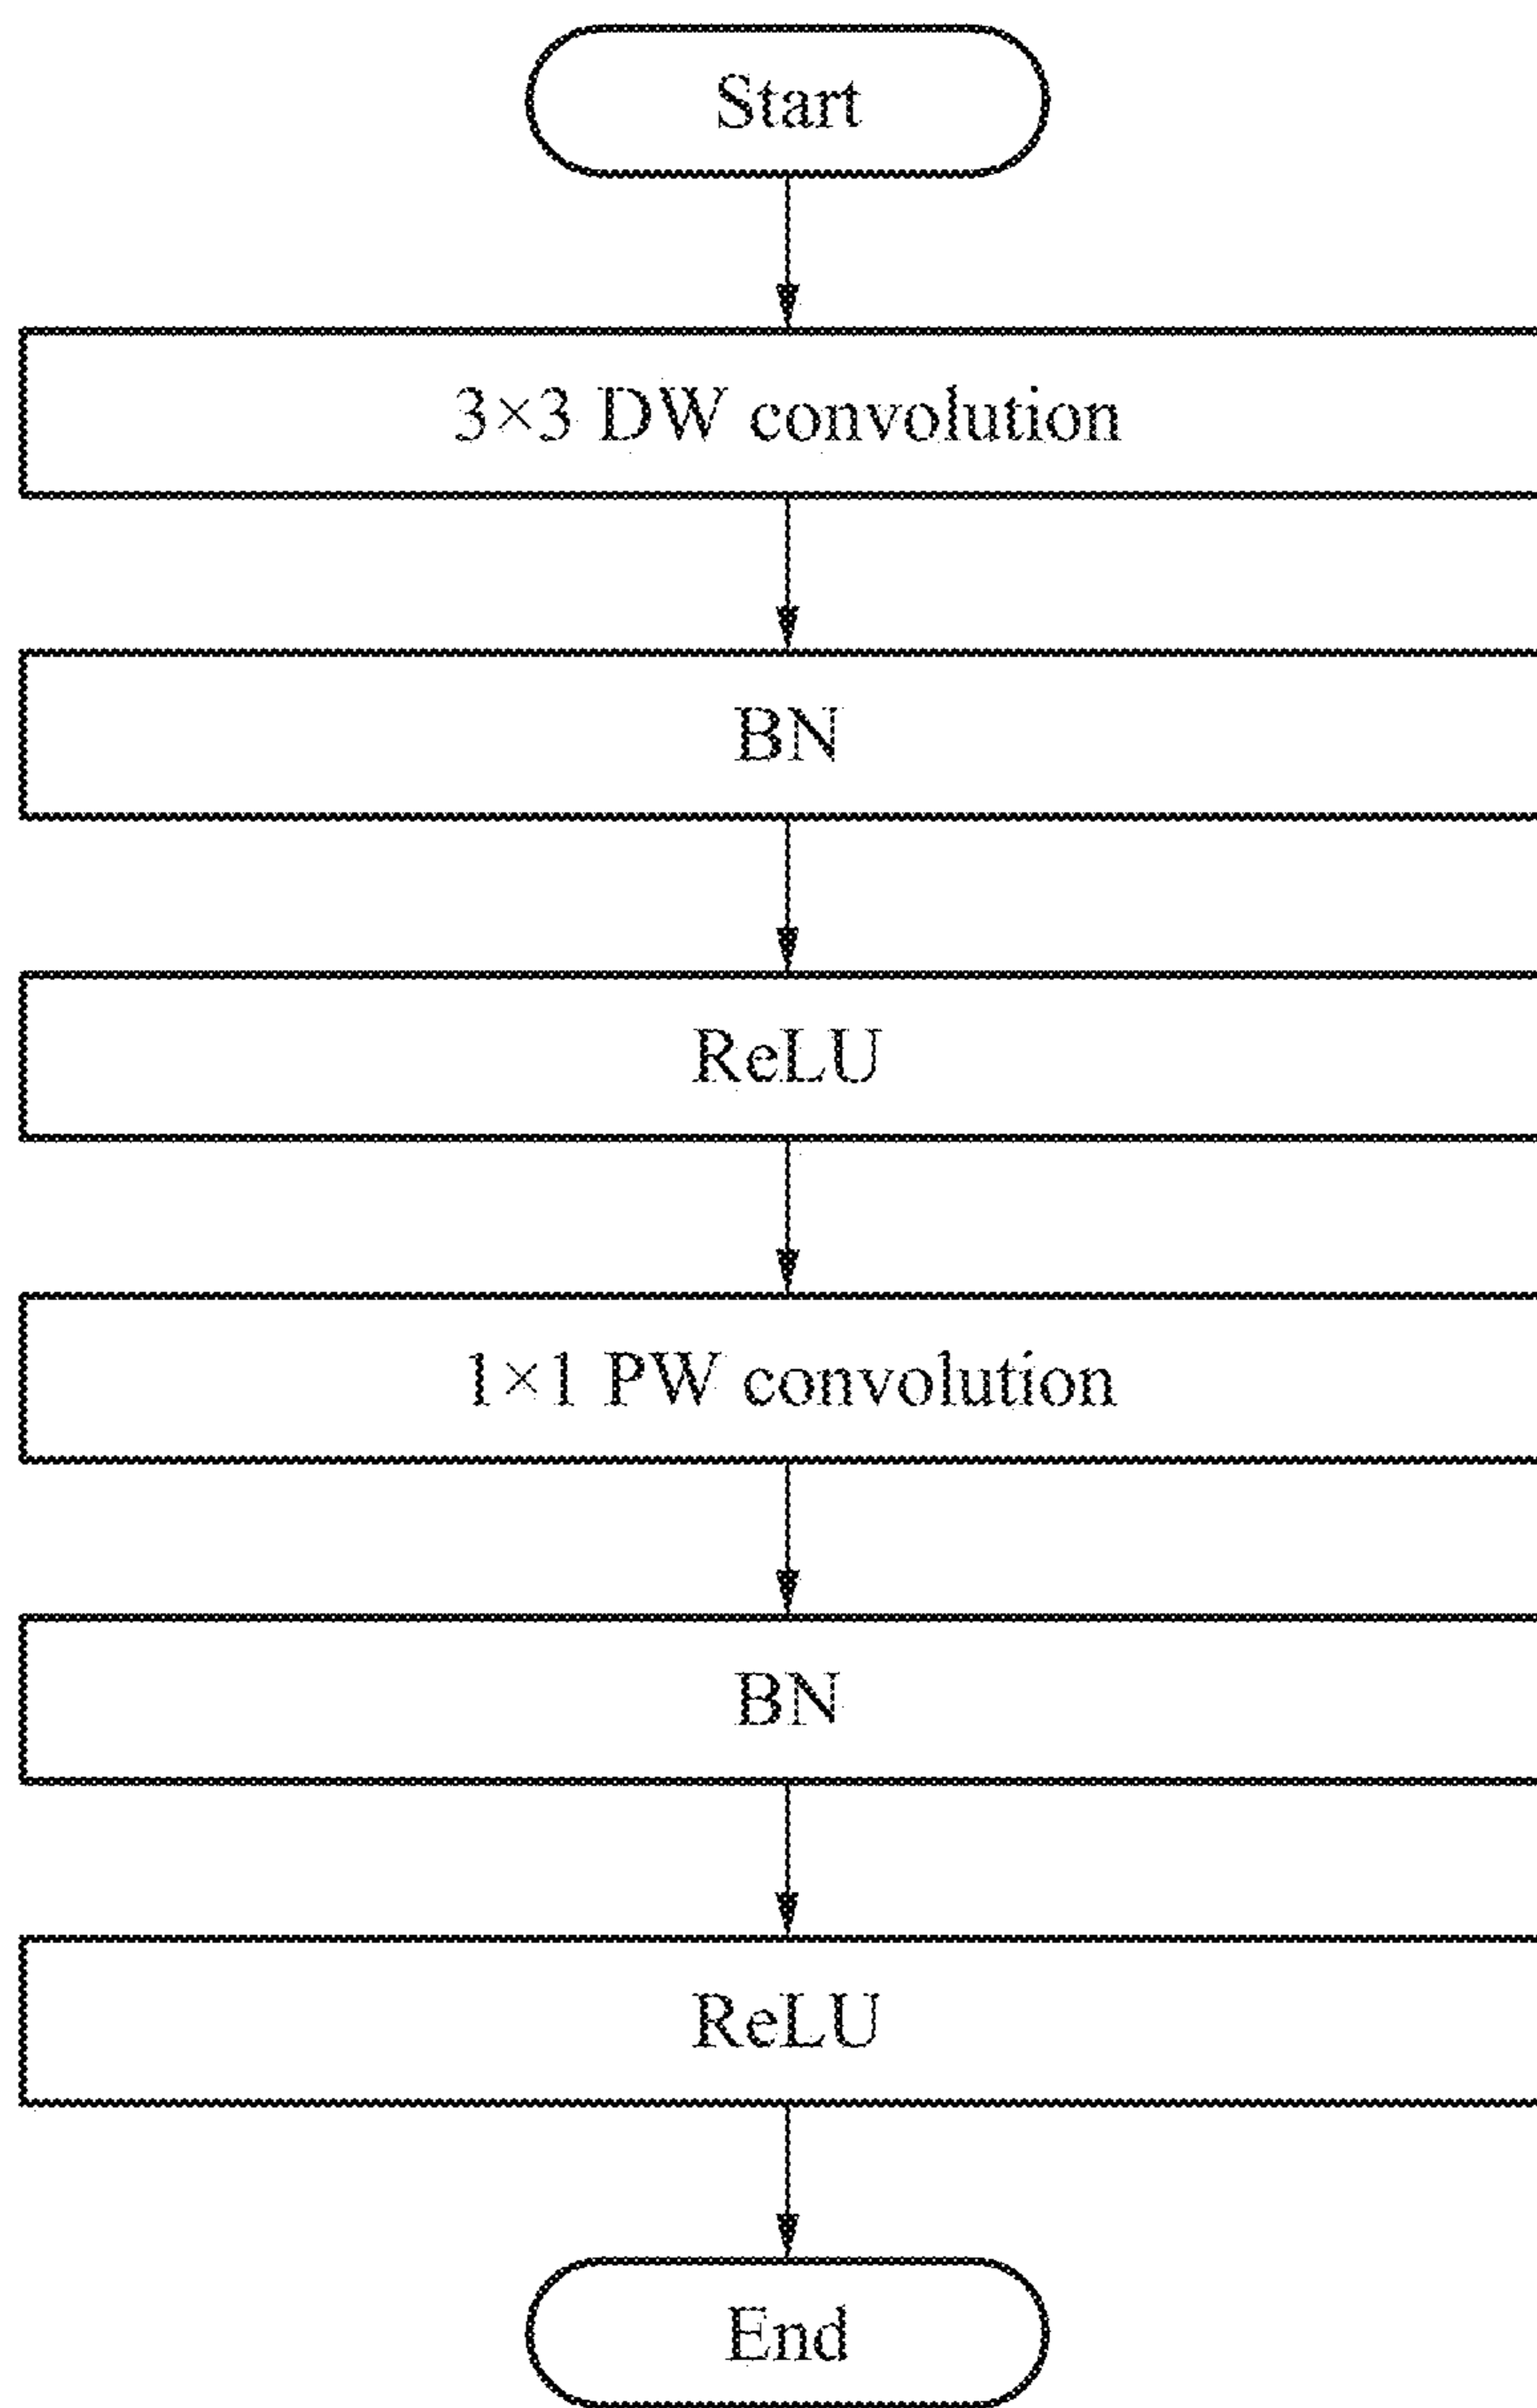 Start
3×3 DW convolution
BN
ReLU
1×1 PW convolution
BN
ReLU
End